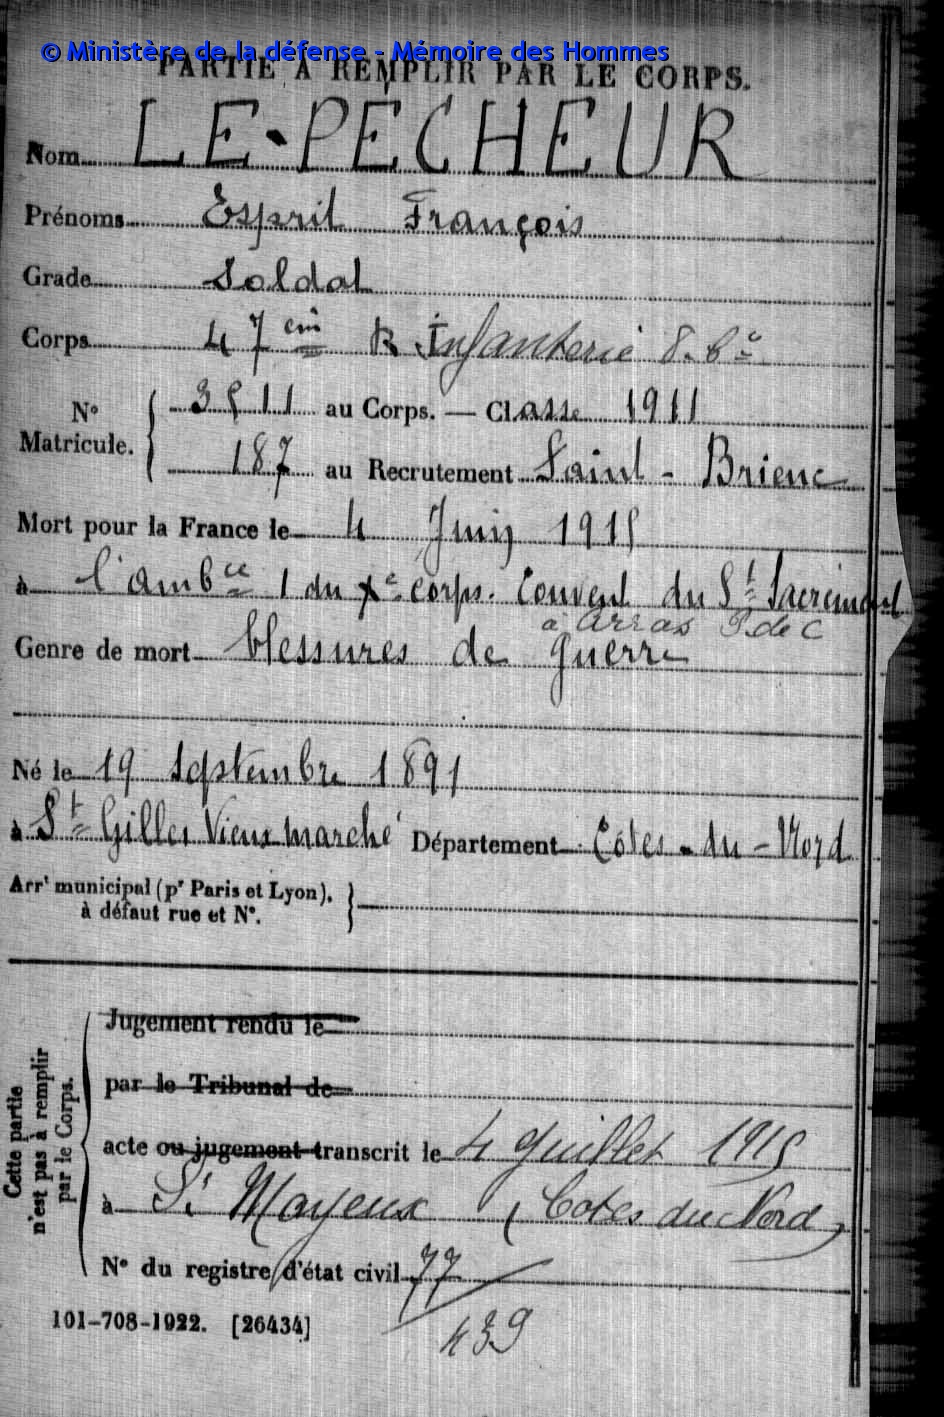 © Ministère de la défense - Mémoire des Hommes
PARTIE À REMPLIR PAR LE CORPS.
Nom LE-PÉCHEUR
Prénoms Esprit François
Grade Soldat
Corps 47 em R Infanterie
N° Matricule. 3511 au Corps. — Classe 1911
187 au Recrutement Saint-Brieuc
Mort pour la France le 4 Juin 1915
à l'amb ce 1 du X e corps. Couvent du St Sacrement
à Arras P de C
Genre de mort blessures de guerre
Né le 19 Septembre 1891
à St Gilles Vieux marché Département Côtes-du-Nord
Arr t municipal (p r Paris et Lyon),
à défaut rue et N°.
Cette partie
n'est pas à remplir
par le Corps.
Jugement rendu le
par le Tribunal de
acte ou jugement transcrit le 4 Juillet 1915
à St Mayeux (Cotes du Nord)
N° du registre d'état civil 77
101-708-1922. [26434]
439